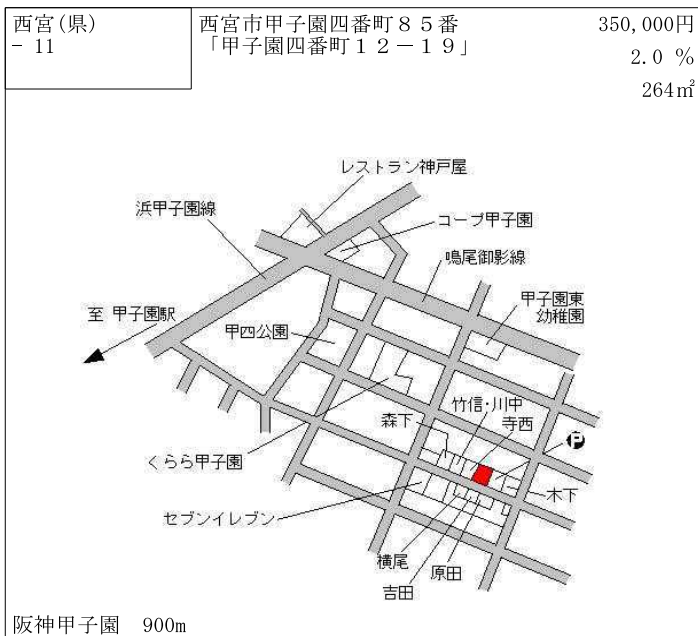 西宮(県)
－ 11
西宮市甲子園四番町８５番
「甲子園四番町１２－１９」
350,000円
2.0 ％
264㎡
レストラン神戸屋
浜甲子園線
コープ甲子園
鳴尾御影線
至 甲子園駅
甲子園東
幼稚園
甲四公園
竹信・川中
森下
寺西
P
くらら甲子園
木下
セブンイレブン
横尾
原田
吉田
阪神甲子園　900m